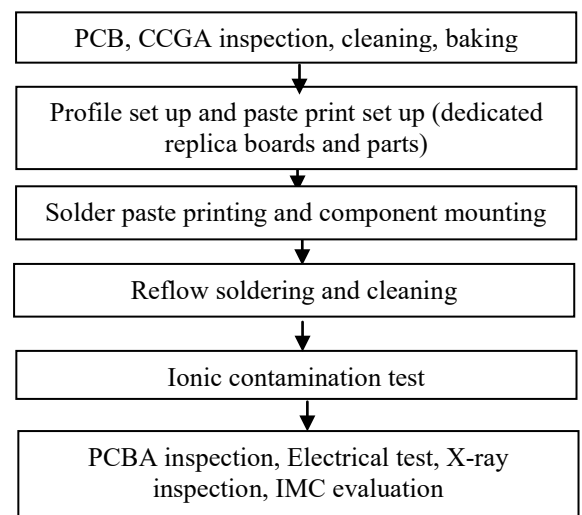 PCB, CCGA inspection, cleaning, baking
Profile set up and paste print set up (dedicated
replica boards and parts)
Solder paste printing and component mounting
Reflow soldering and cleaning
Ionic contamination test
PCBA inspection, Electrical test, X-ray
inspection, IMC evaluation